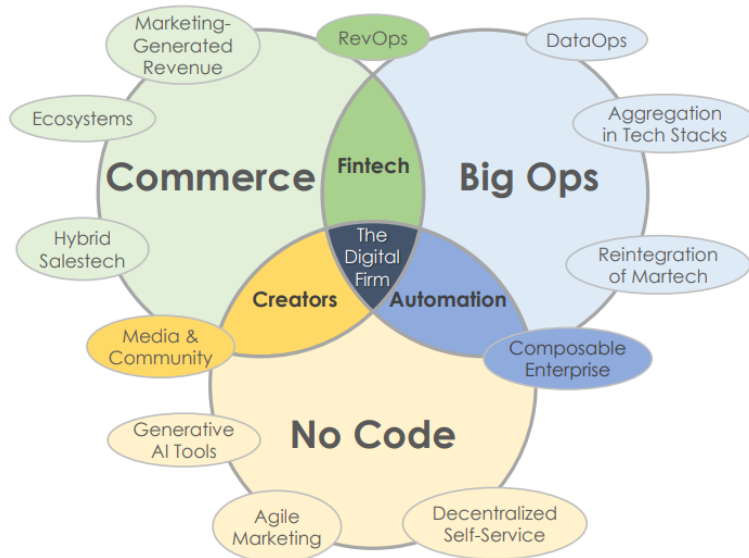 Marketing-
Generated
Revenue
RevOps
DataOps
Ecosystems
Aggregation
in Tech Stacks
Commerce
Fintech
Big Ops
Hybrid
Salestech
The
Digital
Firm
Reintegration
of Martech
Creators
Automation
Media &
Community
Composable
Enterprise
Generative
AI Tools
No Code
Agile
Marketing
Decentralized
Self-Service